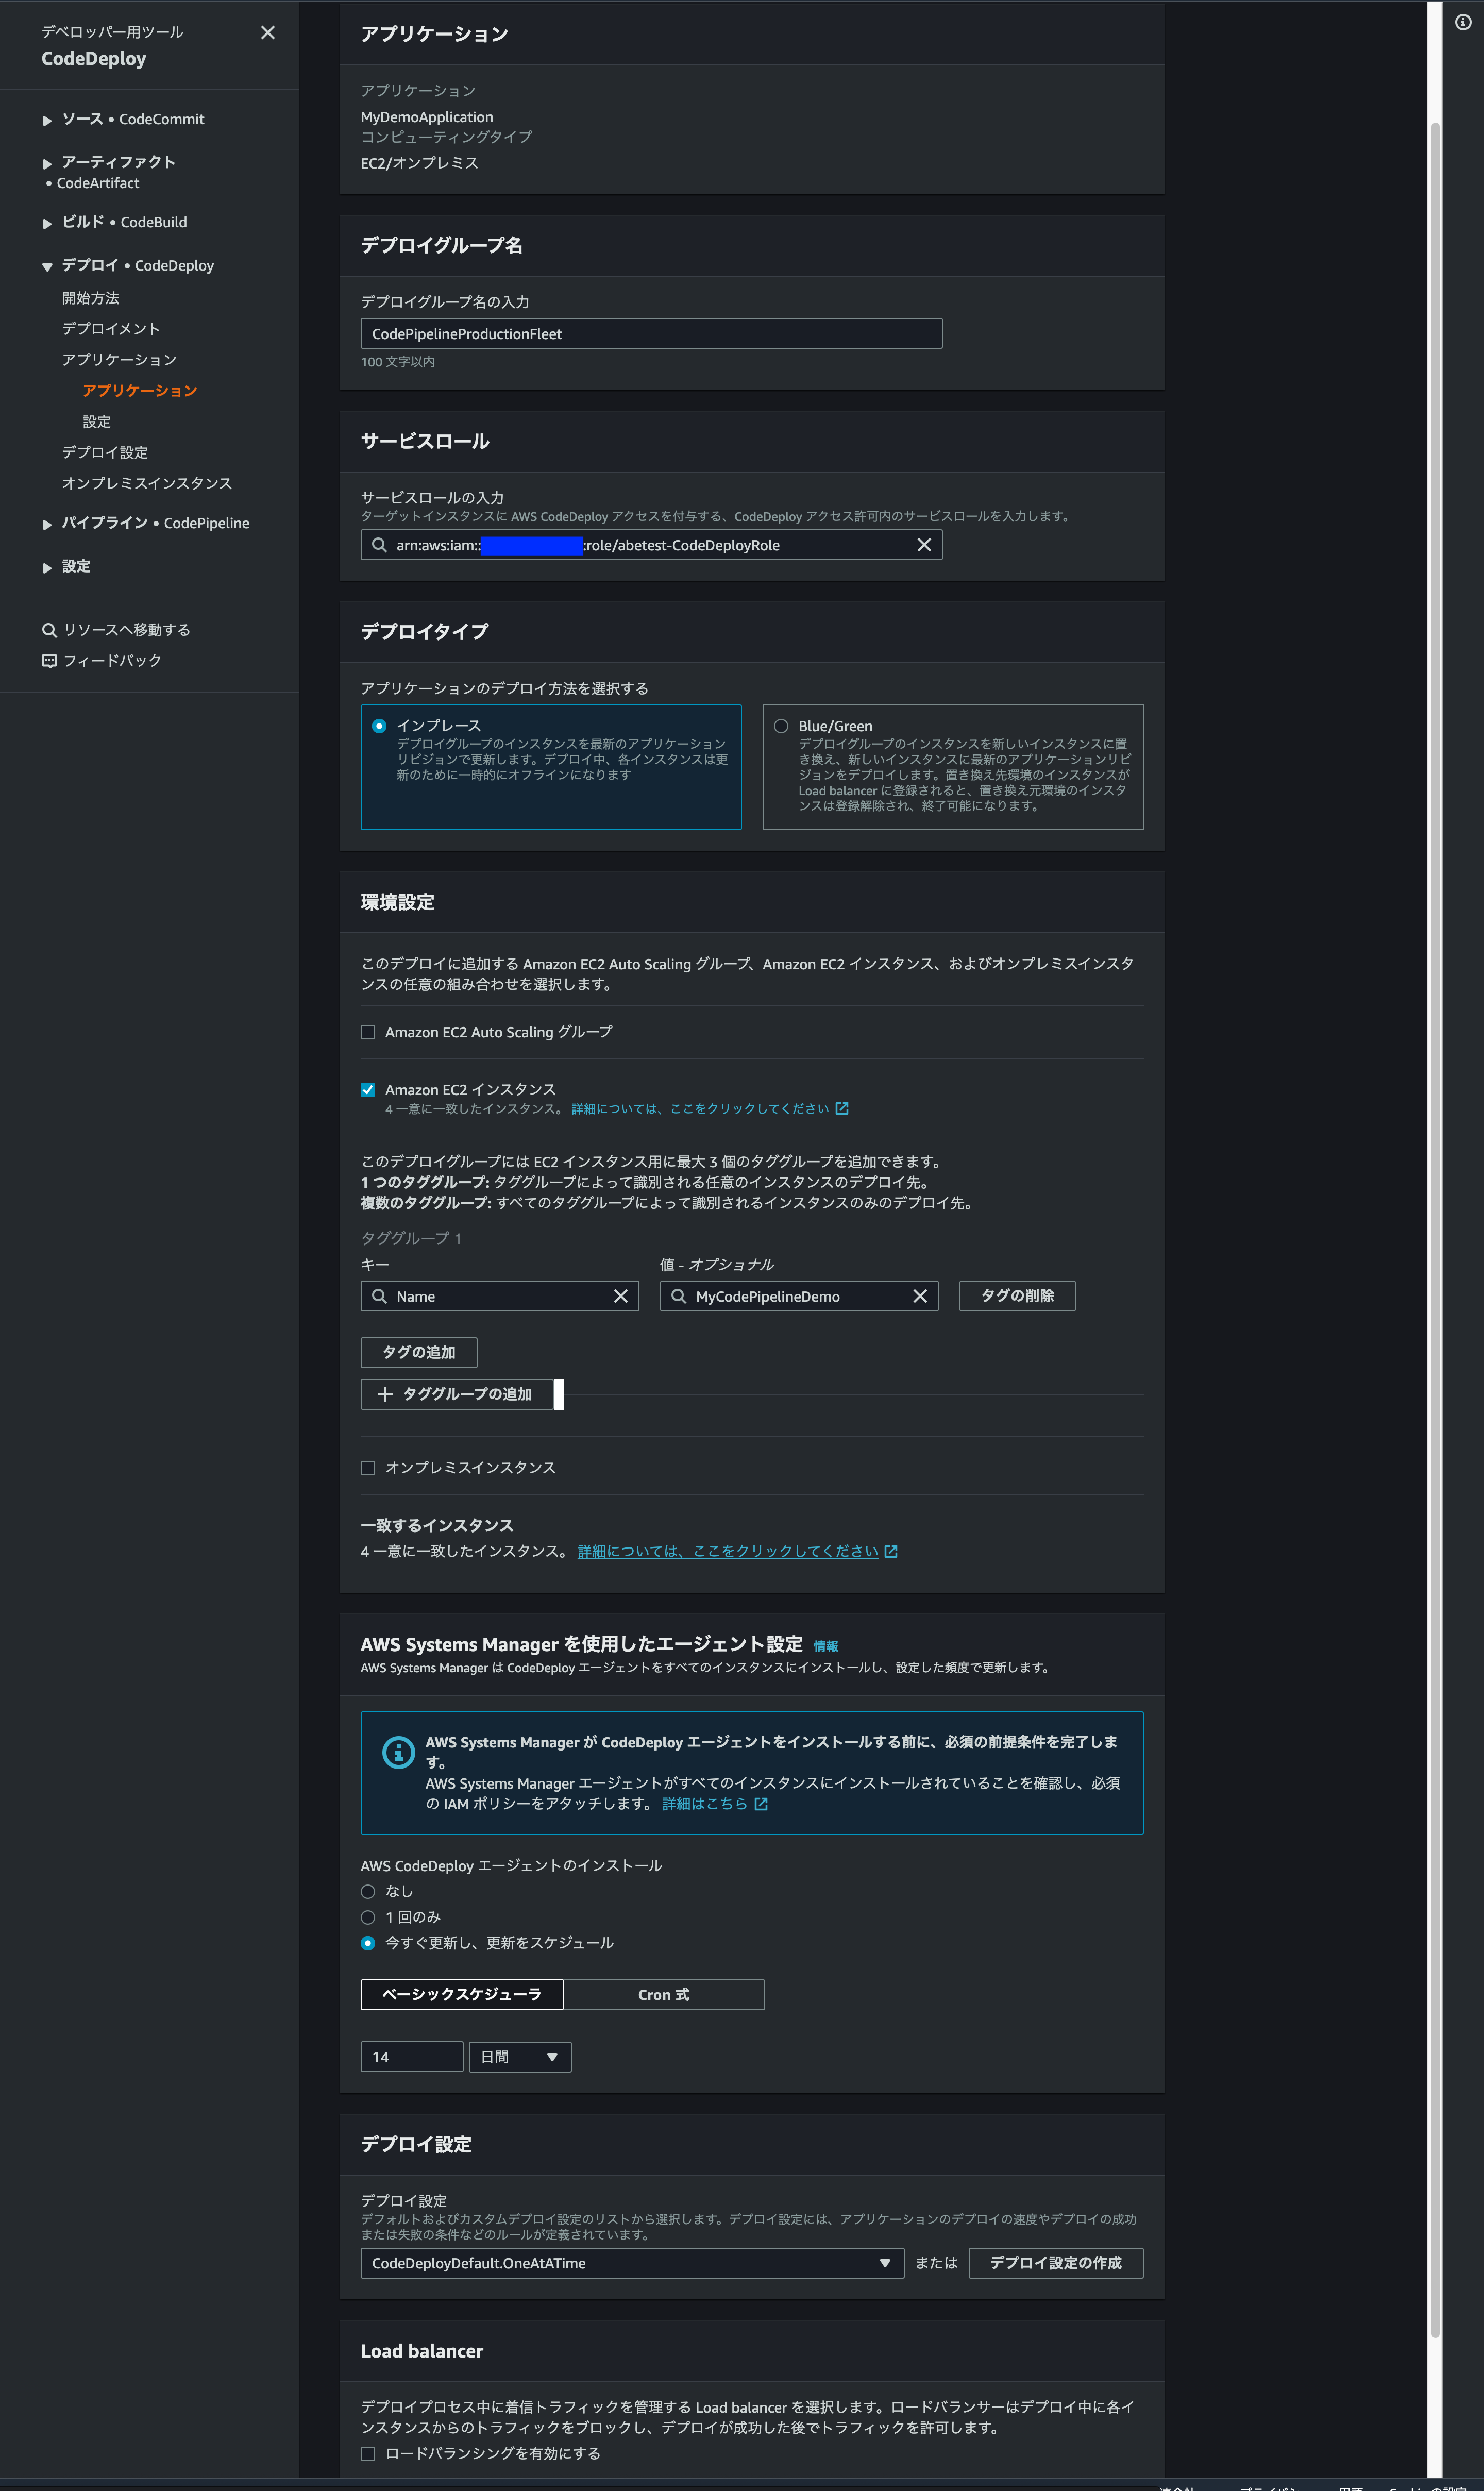 デベロッパー用ツール
CodeDeploy
ソース • CodeCommit
アーティファクト
• CodeArtifact
ビルド • CodeBuild
デプロイ • CodeDeploy
開始方法
デプロイメント
アプリケーション
アプリケーション
設定
デプロイ設定
オンプレミスインスタンス
パイプライン • CodePipeline
設定
リソースへ移動する
フィードバック
アプリケーション
アプリケーション
MyDemoApplication
コンピューティングタイプ
EC2/オンプレミス
デプロイグループ名
デプロイグループ名の入力
CodePipelineProductionFleet
100 文字以内
サービスロール
サービスロールの入力
ターゲットインスタンスに AWS CodeDeploy アクセスを付与する、CodeDeploy アクセス許可内のサービスロールを入力します。
arn:aws:iam:: :role/abetest-CodeDeployRole
デプロイタイプ
アプリケーションのデプロイ方法を選択する
インプレース
デプロイグループのインスタンスを最新のアプリケーション
リビジョンで更新します。デプロイ中、各インスタンスは更
新のために一時的にオフラインになります
Blue/Green
デプロイグループのインスタンスを新しいインスタンスに置
き換え、新しいインスタンスに最新のアプリケーションリビ
ジョンをデプロイします。置き換え先環境のインスタンスが
Load balancer に登録されると、置き換え元環境のインスタ
ンスは登録解除され、終了可能になります。
環境設定
このデプロイに追加する Amazon EC2 Auto Scaling グループ、Amazon EC2 インスタンス、およびオンプレミスインスタ
ンスの任意の組み合わせを選択します。
Amazon EC2 Auto Scaling グループ
Amazon EC2 インスタンス
4 一意に一致したインスタンス。 詳細については、ここをクリックしてください
このデプロイグループには EC2 インスタンス用に最大 3 個のタググループを追加できます。
1 つのタググループ: タググループによって識別される任意のインスタンスのデプロイ先。
複数のタググループ: すべてのタググループによって識別されるインスタンスのみのデプロイ先。
タググループ 1
キー 値 - オプショナル
Name MyCodePipelineDemo タグの削除
タグの追加
+ タググループの追加
オンプレミスインスタンス
一致するインスタンス
4 一意に一致したインスタンス。 詳細については、ここをクリックしてください
AWS Systems Manager を使用したエージェント設定 情報
AWS Systems Manager は CodeDeploy エージェントをすべてのインスタンスにインストールし、設定した頻度で更新します。
AWS Systems Manager が CodeDeploy エージェントをインストールする前に、必須の前提条件を完了しま
す。
AWS Systems Manager エージェントがすべてのインスタンスにインストールされていることを確認し、必須
の IAM ポリシーをアタッチします。 詳細はこちら
AWS CodeDeploy エージェントのインストール
なし
1 回のみ
今すぐ更新し、更新をスケジュール
ベーシックスケジューラ Cron 式
14 日間
デプロイ設定
デプロイ設定
デフォルトおよびカスタムデプロイ設定のリストから選択します。デプロイ設定には、アプリケーションのデプロイの速度やデプロイの成功
または失敗の条件などのルールが定義されています。
CodeDeployDefault.OneAtATime または デプロイ設定の作成
Load balancer
デプロイプロセス中に着信トラフィックを管理する Load balancer を選択します。ロードバランサーはデプロイ中に各イ
ンスタンスからのトラフィックをブロックし、デプロイが成功した後でトラフィックを許可します。
ロードバランシングを有効にする